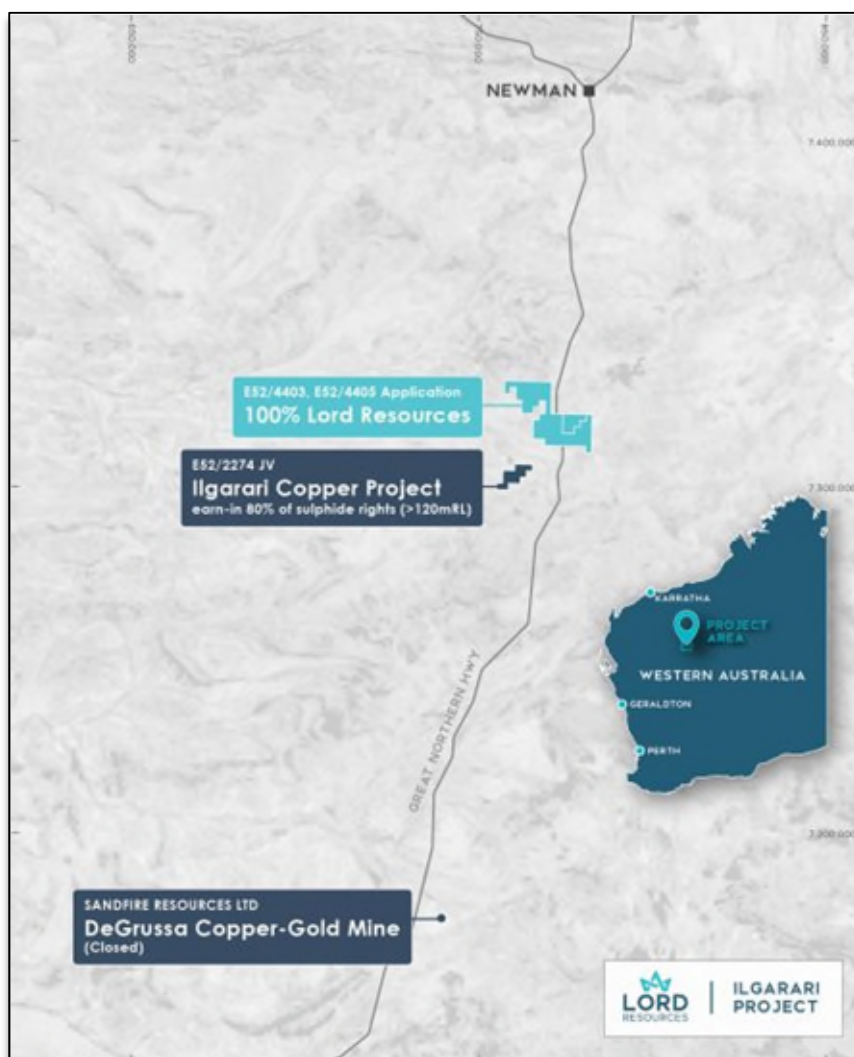 NEWMAN
7,400,000
E52/4403, E52/4405 Application
100% Lord Resources
E52/2274 JV
Ilgarari Copper Project
earn-in 80% of sulphide rights (>120mRL)
7,300,000
KARRATHA
PROJECT
AREA
WESTERN AUSTRALIA
GERALDTON
PERTH
GREAT NORTHERN HWY
7,200,000
SANDFIRE RESOURCES LTD
DeGrussa Copper-Gold Mine
(Closed)
LORD
RESOURCES
ILGARARI
PROJECT